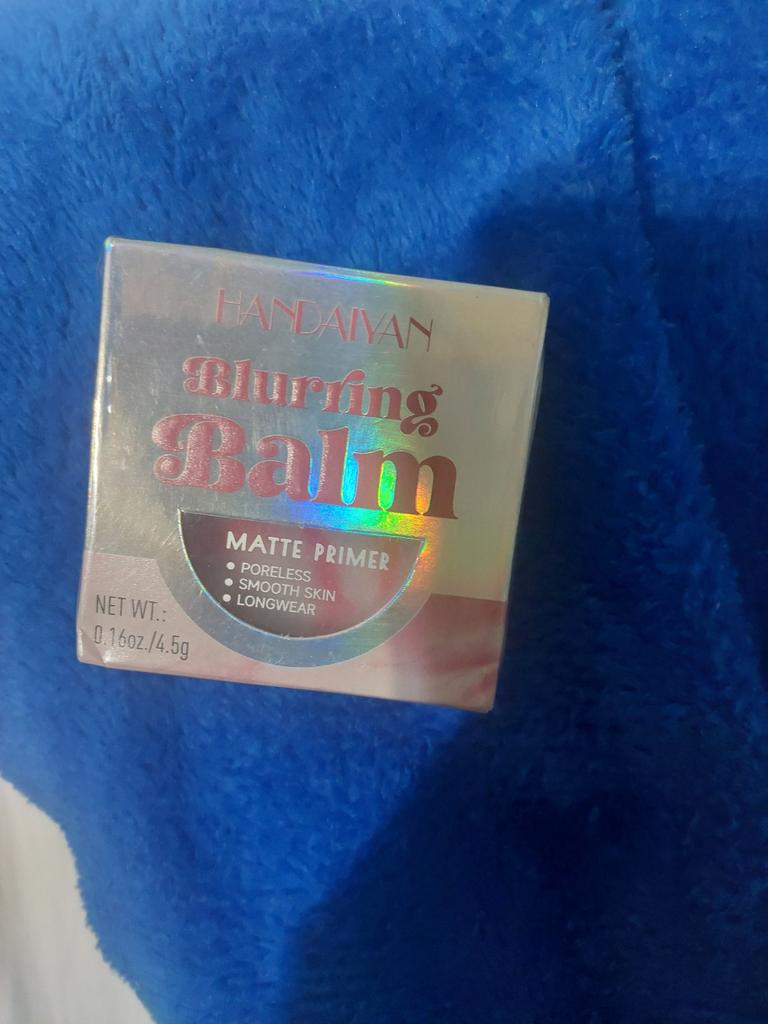 HANDAIYAN
Blurring
Balm
MATTE PRIMER
• PORELESS
• SMOOTH SKIN
• LONGWEAR
NET WT.:
0.16oz./4.5g